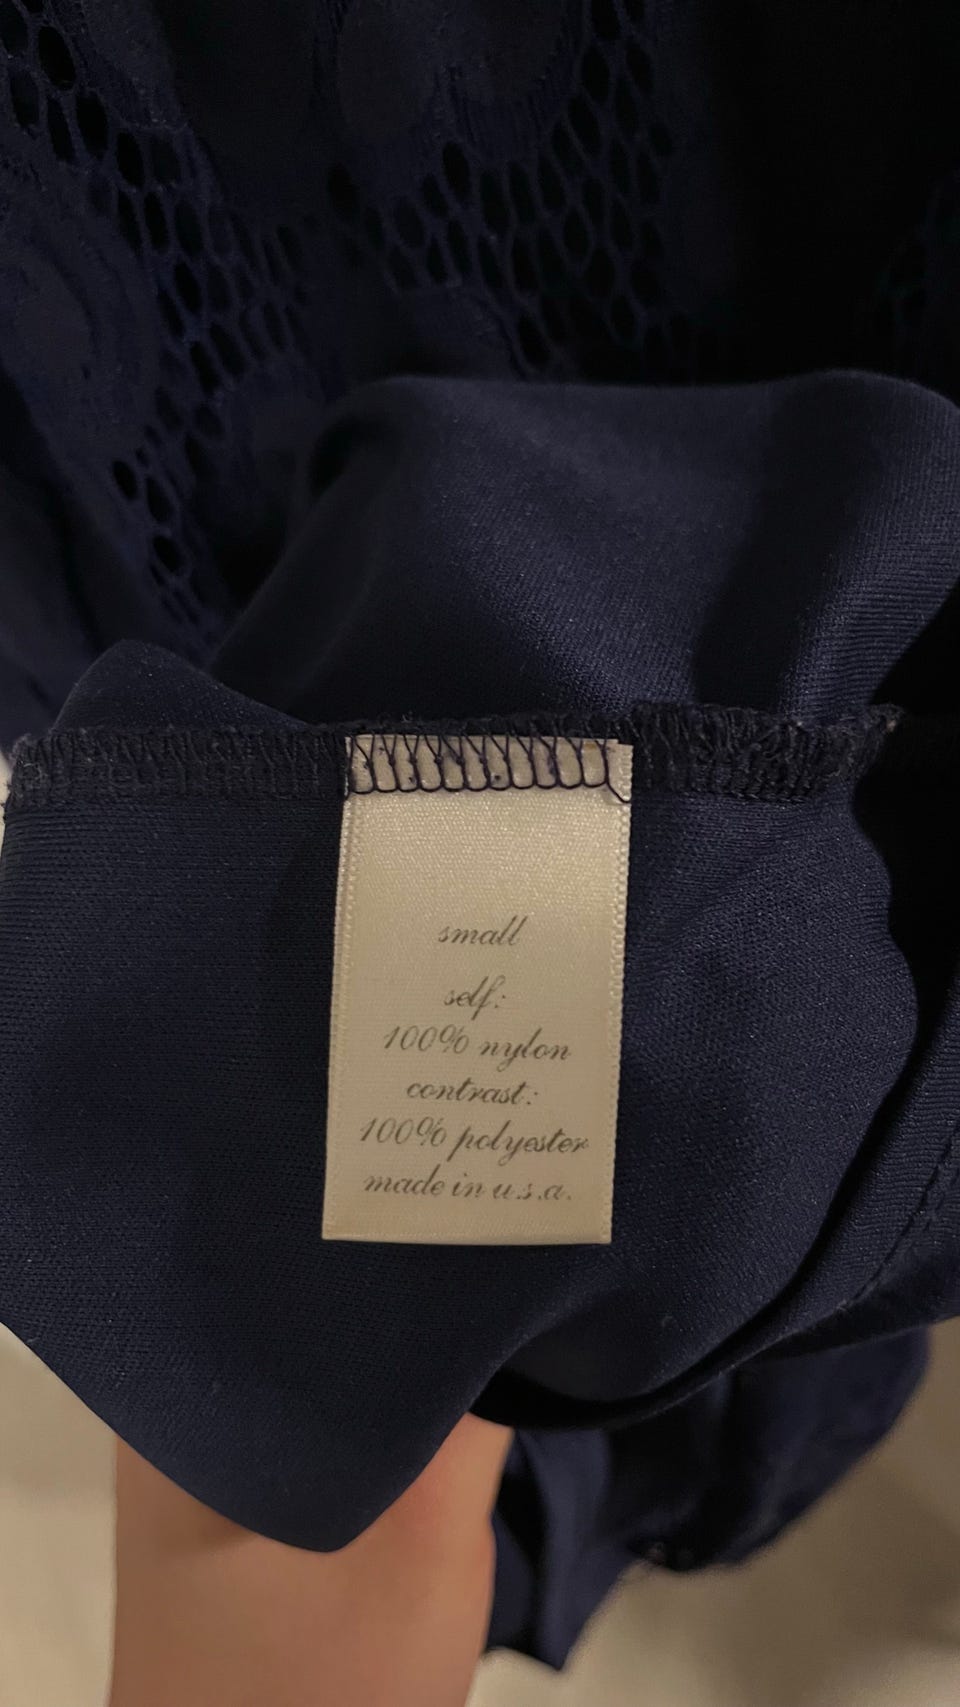 small
self:
100% nylon
contrast:
100% polyester
made in u.s.a.